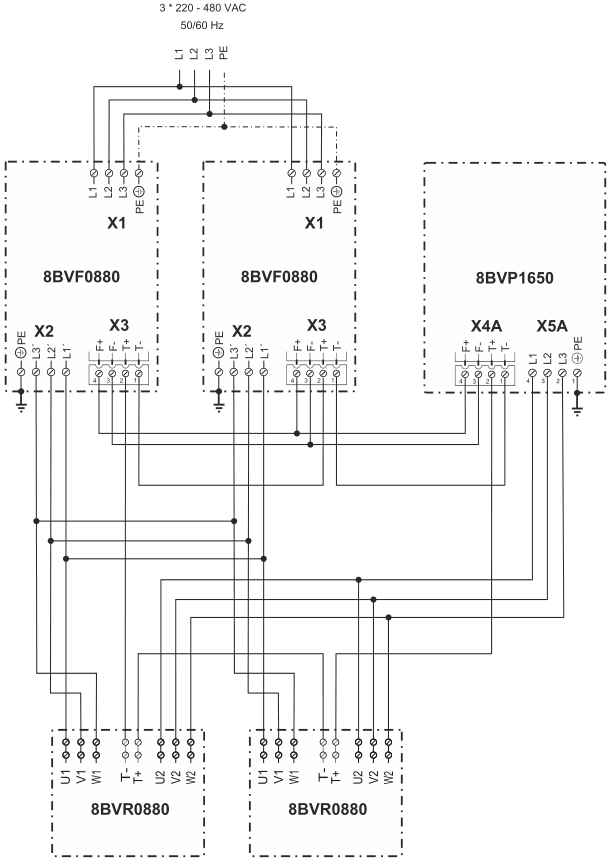 3 * 220 - 480 VAC
50/60 Hz
L1 L2 L3 PE
L1 L2 L3 PE
X1
8BVF0880
PE
X2
L3´ L2´ L1´
X3
F+ F- T+ T-
4 3 2 1
L1 L2 L3 PE
X1
8BVF0880
PE
X2
L3´ L2´ L1´
X3
F+ F- T+ T-
4 3 2 1
8BVP1650
X4A
F+ F- T+ T-
4 3 2 1
X5A
L1 L2 L3 PE
4 3 2 1
U1 V1 W1 T- T+ U2 V2 W2
8BVR0880
U1 V1 W1 T- T+ U2 V2 W2
8BVR0880